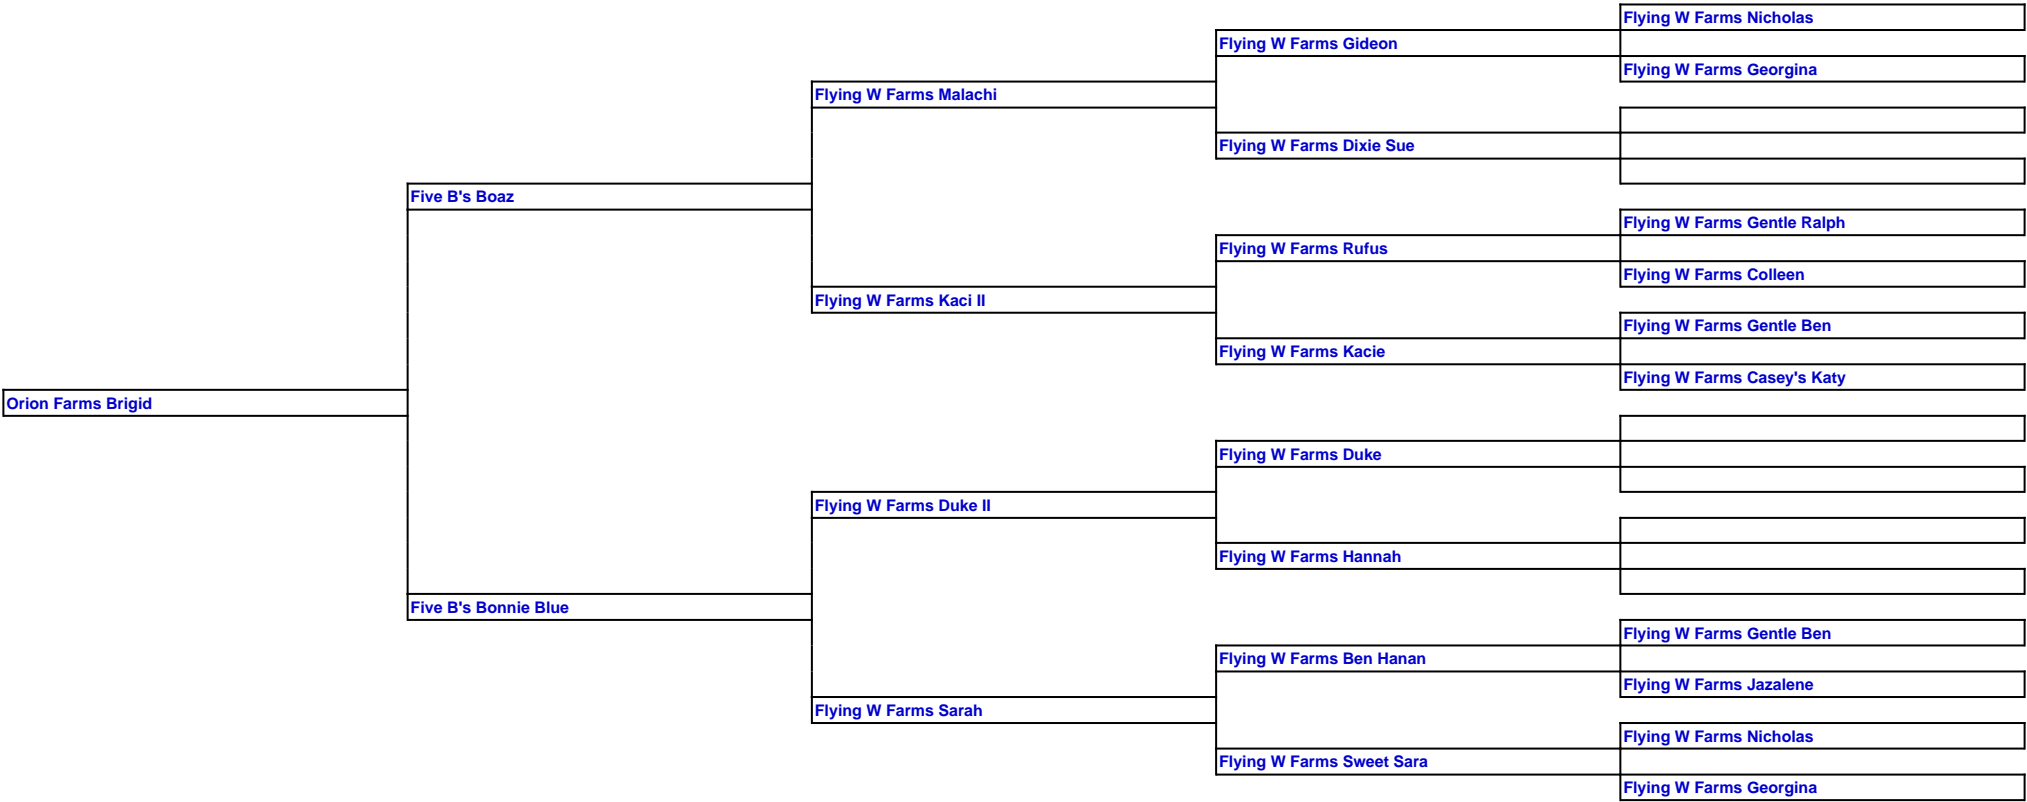 Flying W Farms Nicholas
Flying W Farms Gideon
Flying W Farms Georgina
Flying W Farms Malachi
Flying W Farms Dixie Sue
Five B's Boaz
Flying W Farms Gentle Ralph
Flying W Farms Rufus
Flying W Farms Colleen
Flying W Farms Kaci II
Flying W Farms Gentle Ben
Flying W Farms Kacie
Flying W Farms Casey's Katy
Orion Farms Brigid
Flying W Farms Duke
Flying W Farms Duke II
Flying W Farms Hannah
Five B's Bonnie Blue
Flying W Farms Gentle Ben
Flying W Farms Ben Hanan
Flying W Farms Jazalene
Flying W Farms Sarah
Flying W Farms Nicholas
Flying W Farms Sweet Sara
Flying W Farms Georgina